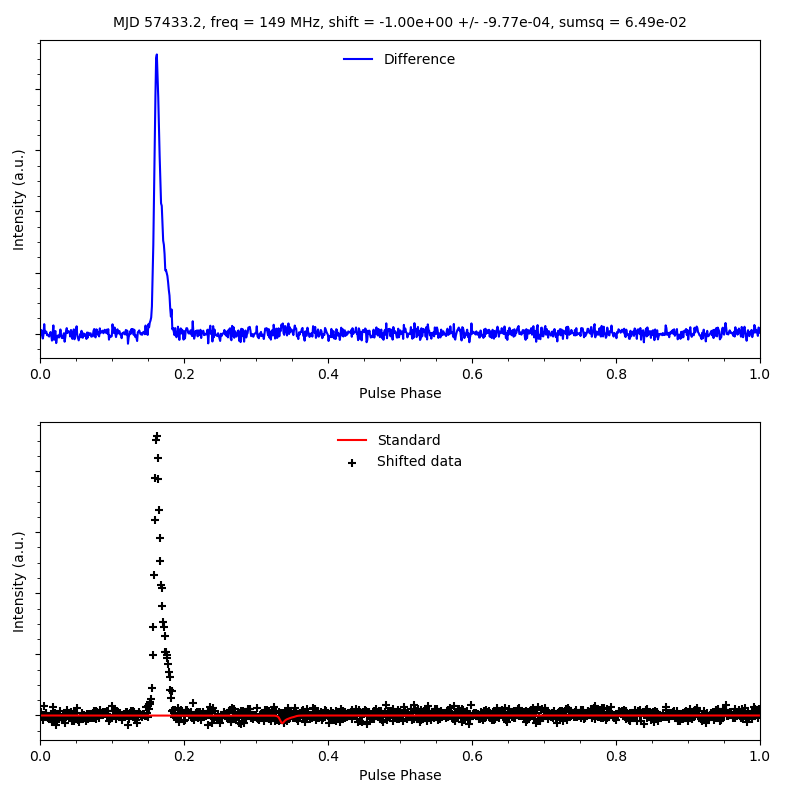 MJD 57433.2, freq = 149 MHz, shift = -1.00e+00 +/- -9.77e-04, sumsq = 6.49e-02
Difference
Intensity (a.u.)
0.0 0.2 0.4 0.6 0.8 1.0
Pulse Phase
Standard
Shifted data
Intensity (a.u.)
0.0 0.2 0.4 0.6 0.8 1.0
Pulse Phase